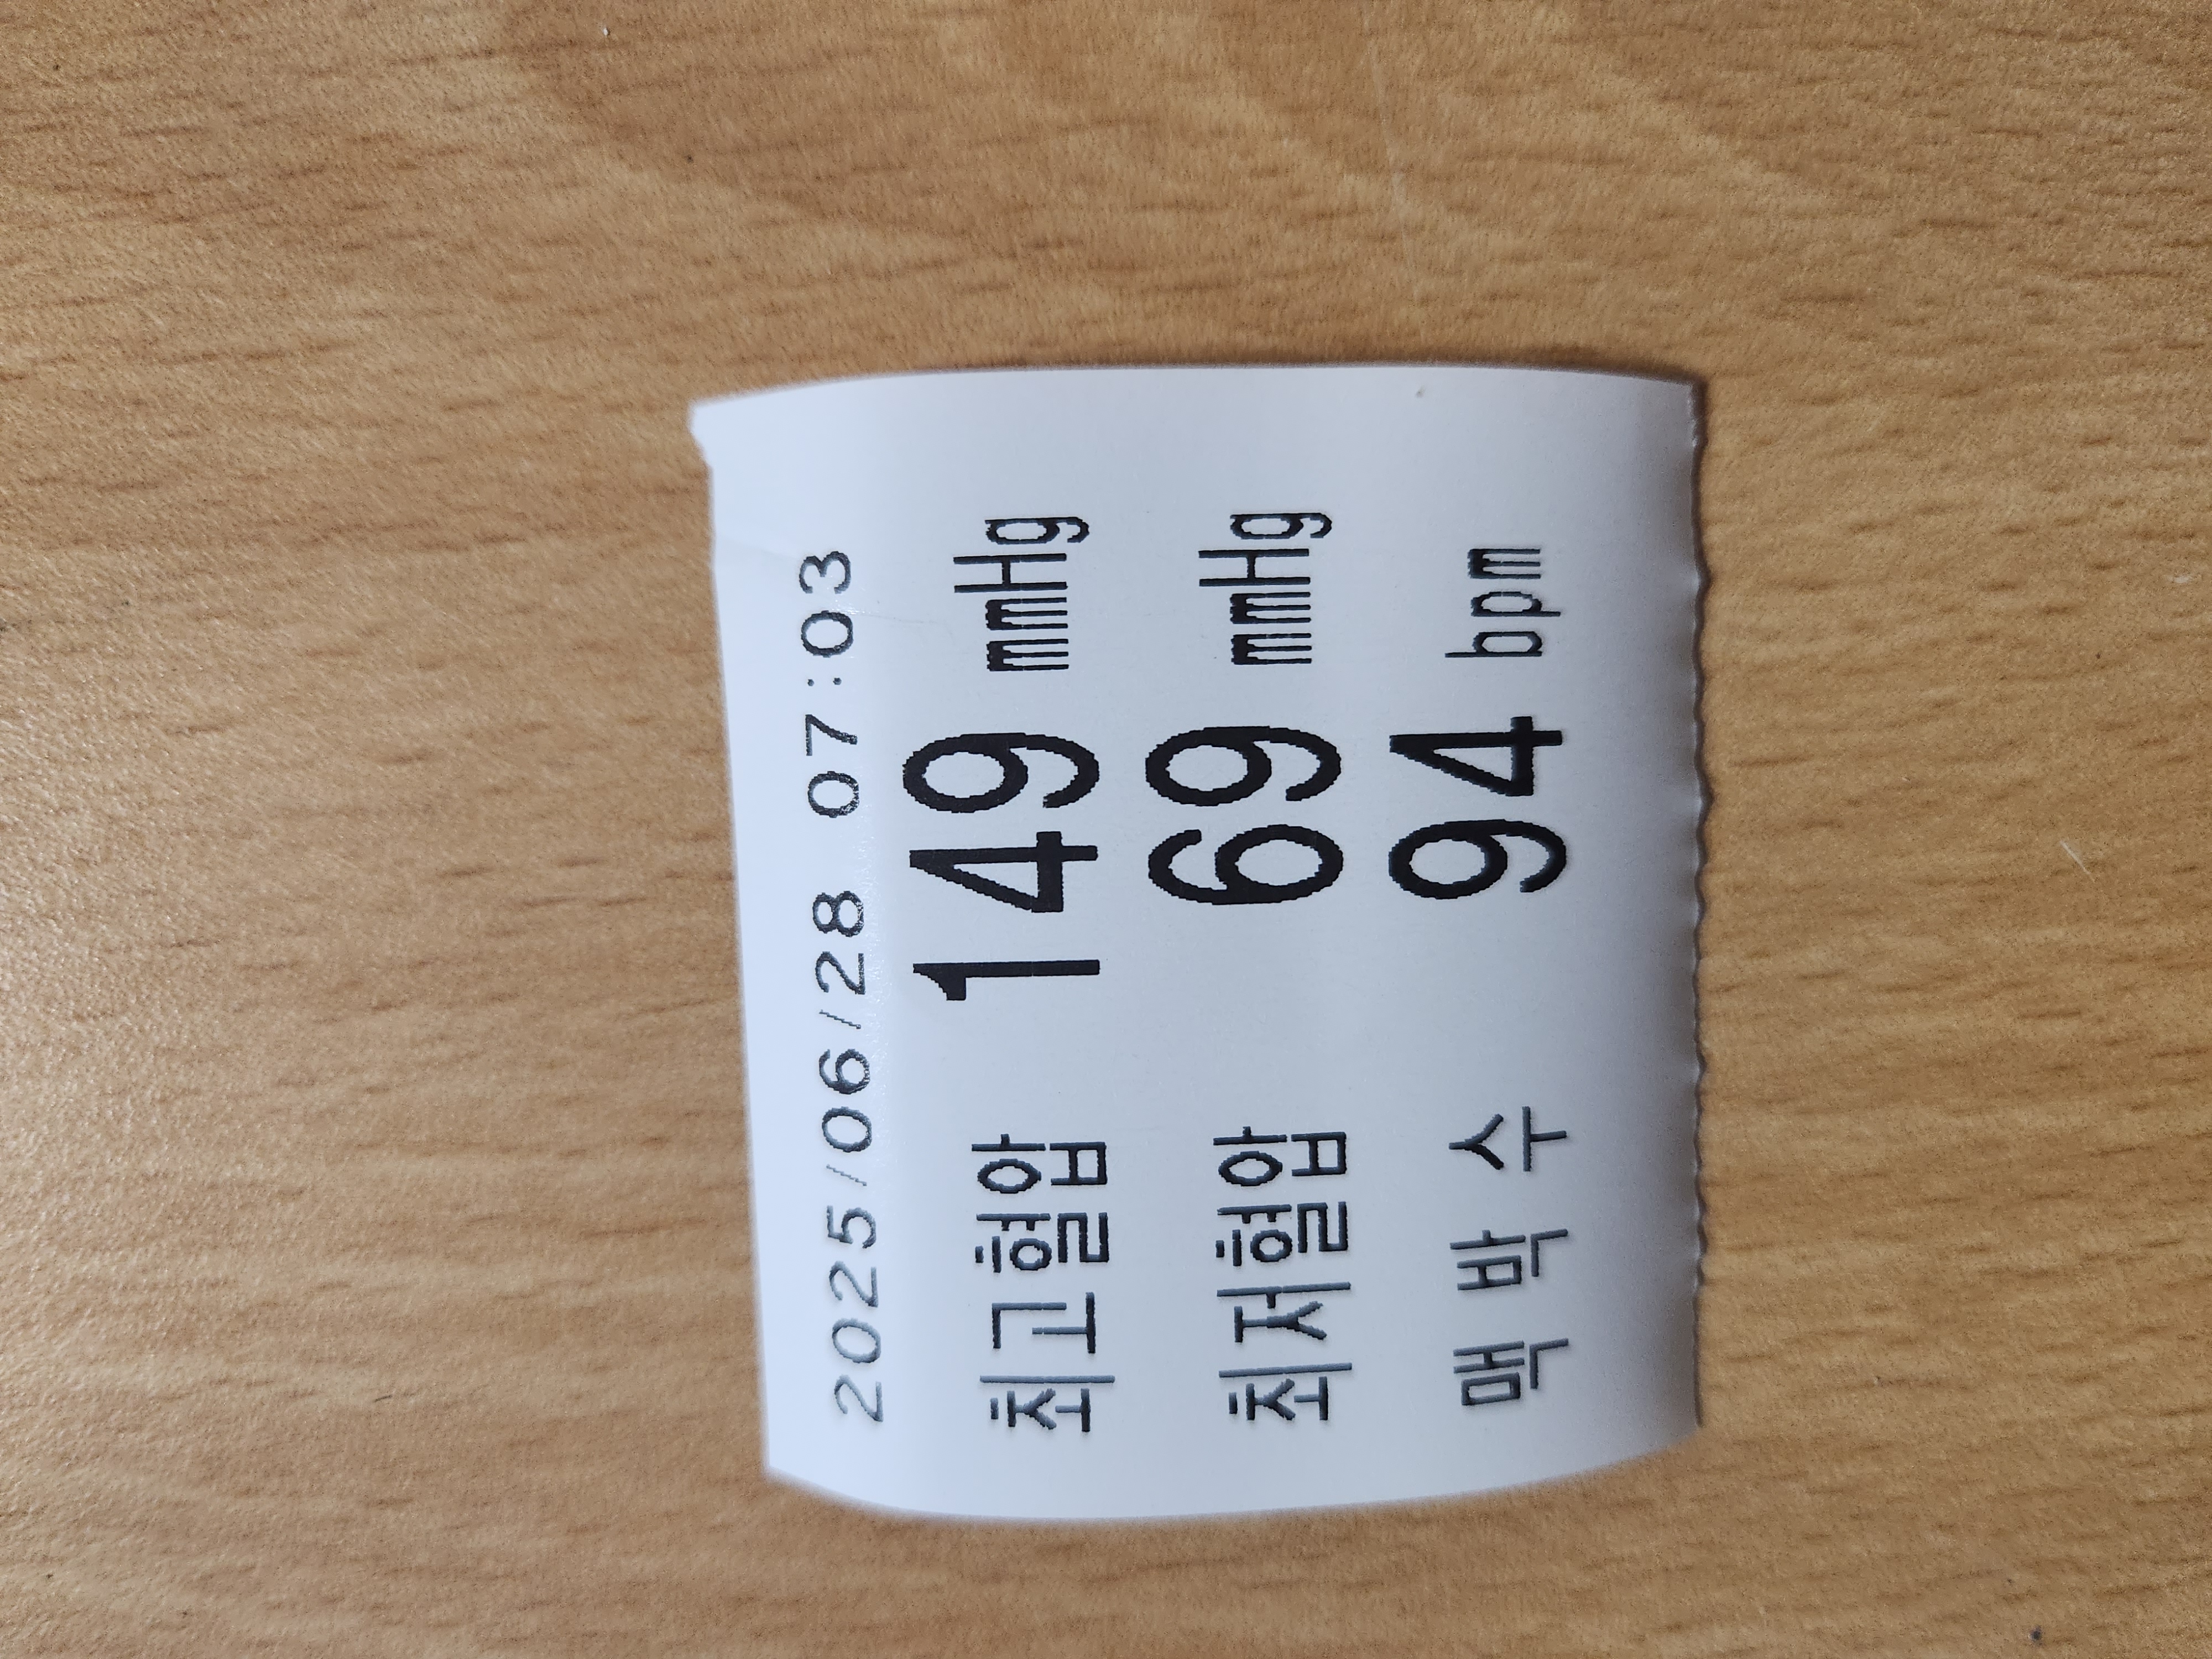 2025/06/28 07:03
최고혈압 149 mmHg
최저혈압 69 mmHg
맥 박 수 94 bpm